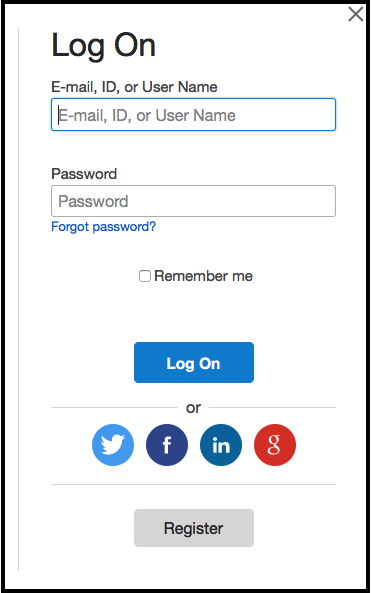 Log On
E-mail, ID, or User Name
E-mail, ID, or User Name
Password
Password
Forgot password?
Remember me
Log On
or
f in g
Register